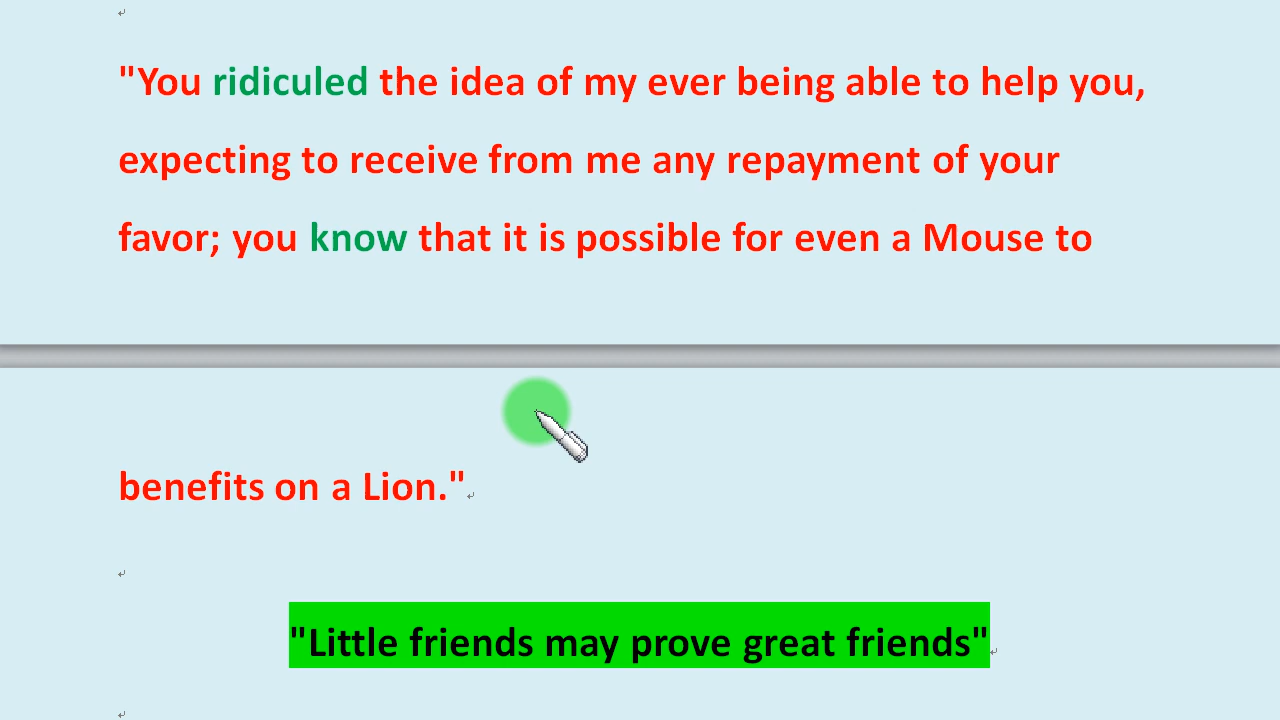 "You ridiculed the idea of my ever being able to help you,
expecting to receive from me any repayment of your
favor; you know that it is possible for even a Mouse to
benefits on a Lion."
"Little friends may prove great friends"